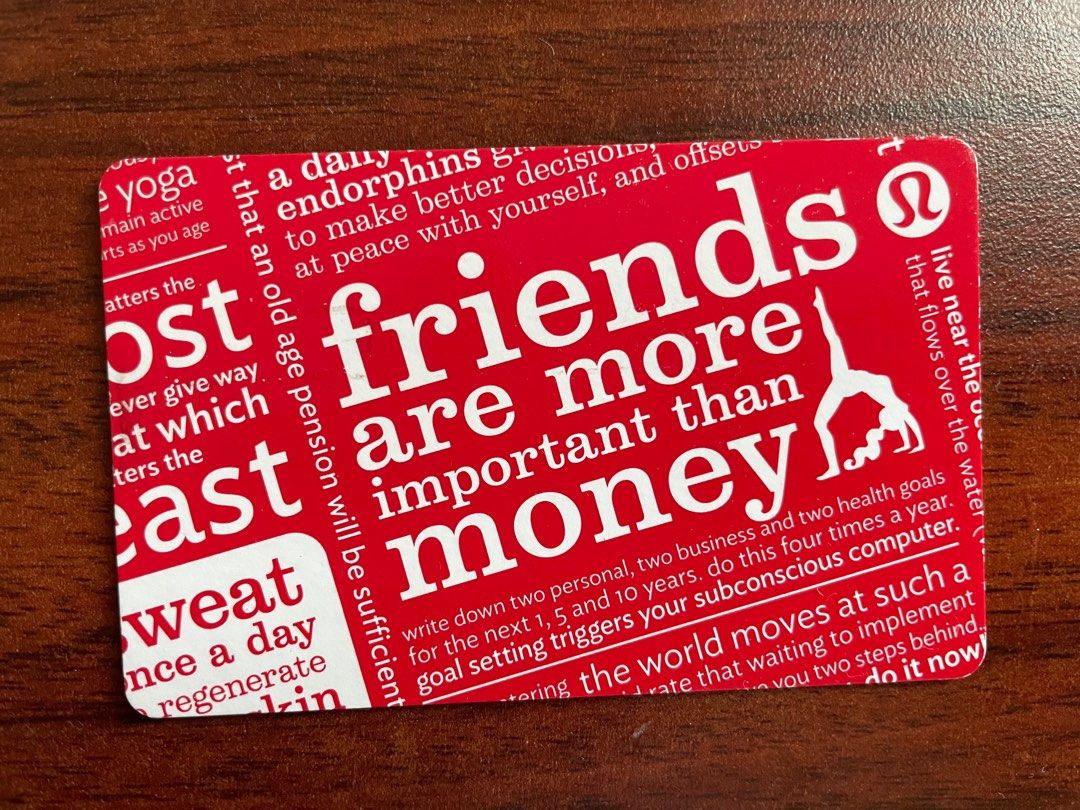 yoga
main active
rts as you age
atters the
ost
ever give way
at which
ters the
east
sweat
once a day
regenerate
skin
st that an old age pension will be sufficient
a daily
endorphins
to make better decisions,
at peace with yourself, and offsets
friends
are more
important than
money
write down two personal, two business and two health goals
for the next 1, 5 and 10 years. do this four times a year.
goal setting triggers your subconscious computer.
the world moves at such a
rate that waiting to implement
you two steps behind.
do it now
t
live near the
that flows over the water